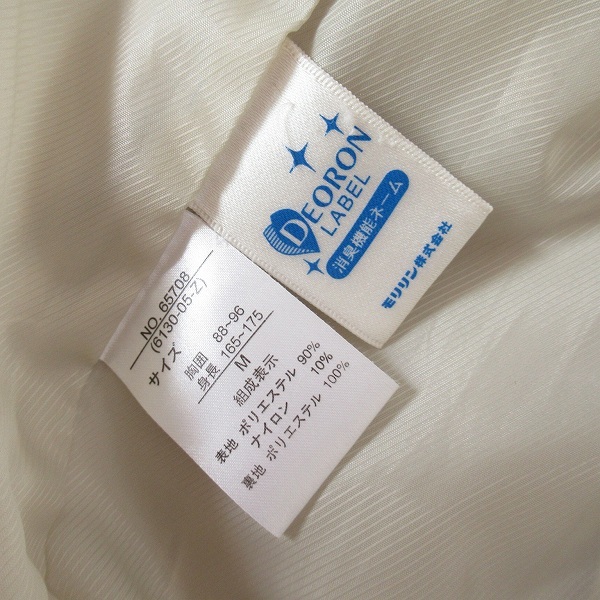 DEORON
LABEL
消臭機能ネーム
モリリン株式会社
NO. 65708
(6130-05-Z)
サイズ
胸囲 88~96
身長 165~175
M
組成表示
表地 ポリエステル 90%
ナイロン 10%
裏地 ポリエステル 100%